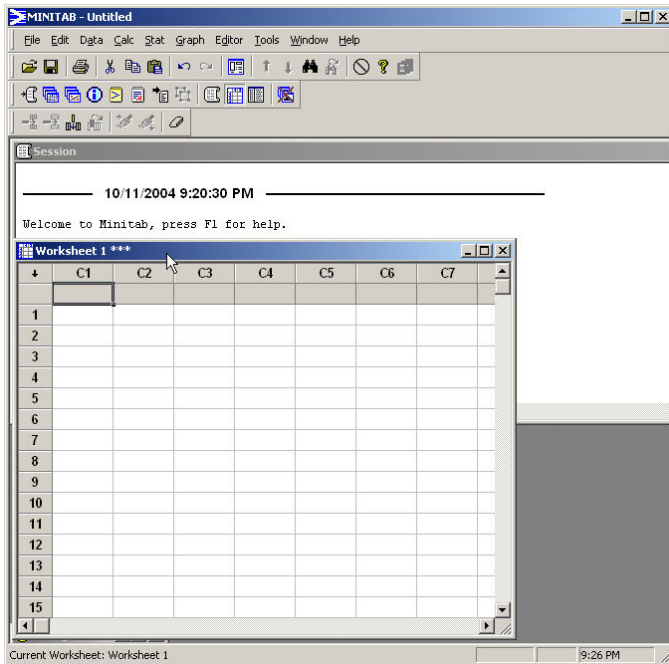 MINITAB - Untitled
File Edit Data Calc Stat Graph Editor Tools Window Help
Session
10/11/2004 9:20:30 PM
Welcome to Minitab, press F1 for help.
Worksheet 1 ***
C1 C2 C3 C4 C5 C6 C7
1
2
3
4
5
6
7
8
9
10
11
12
13
14
15
Current Worksheet: Worksheet 1 9:26 PM